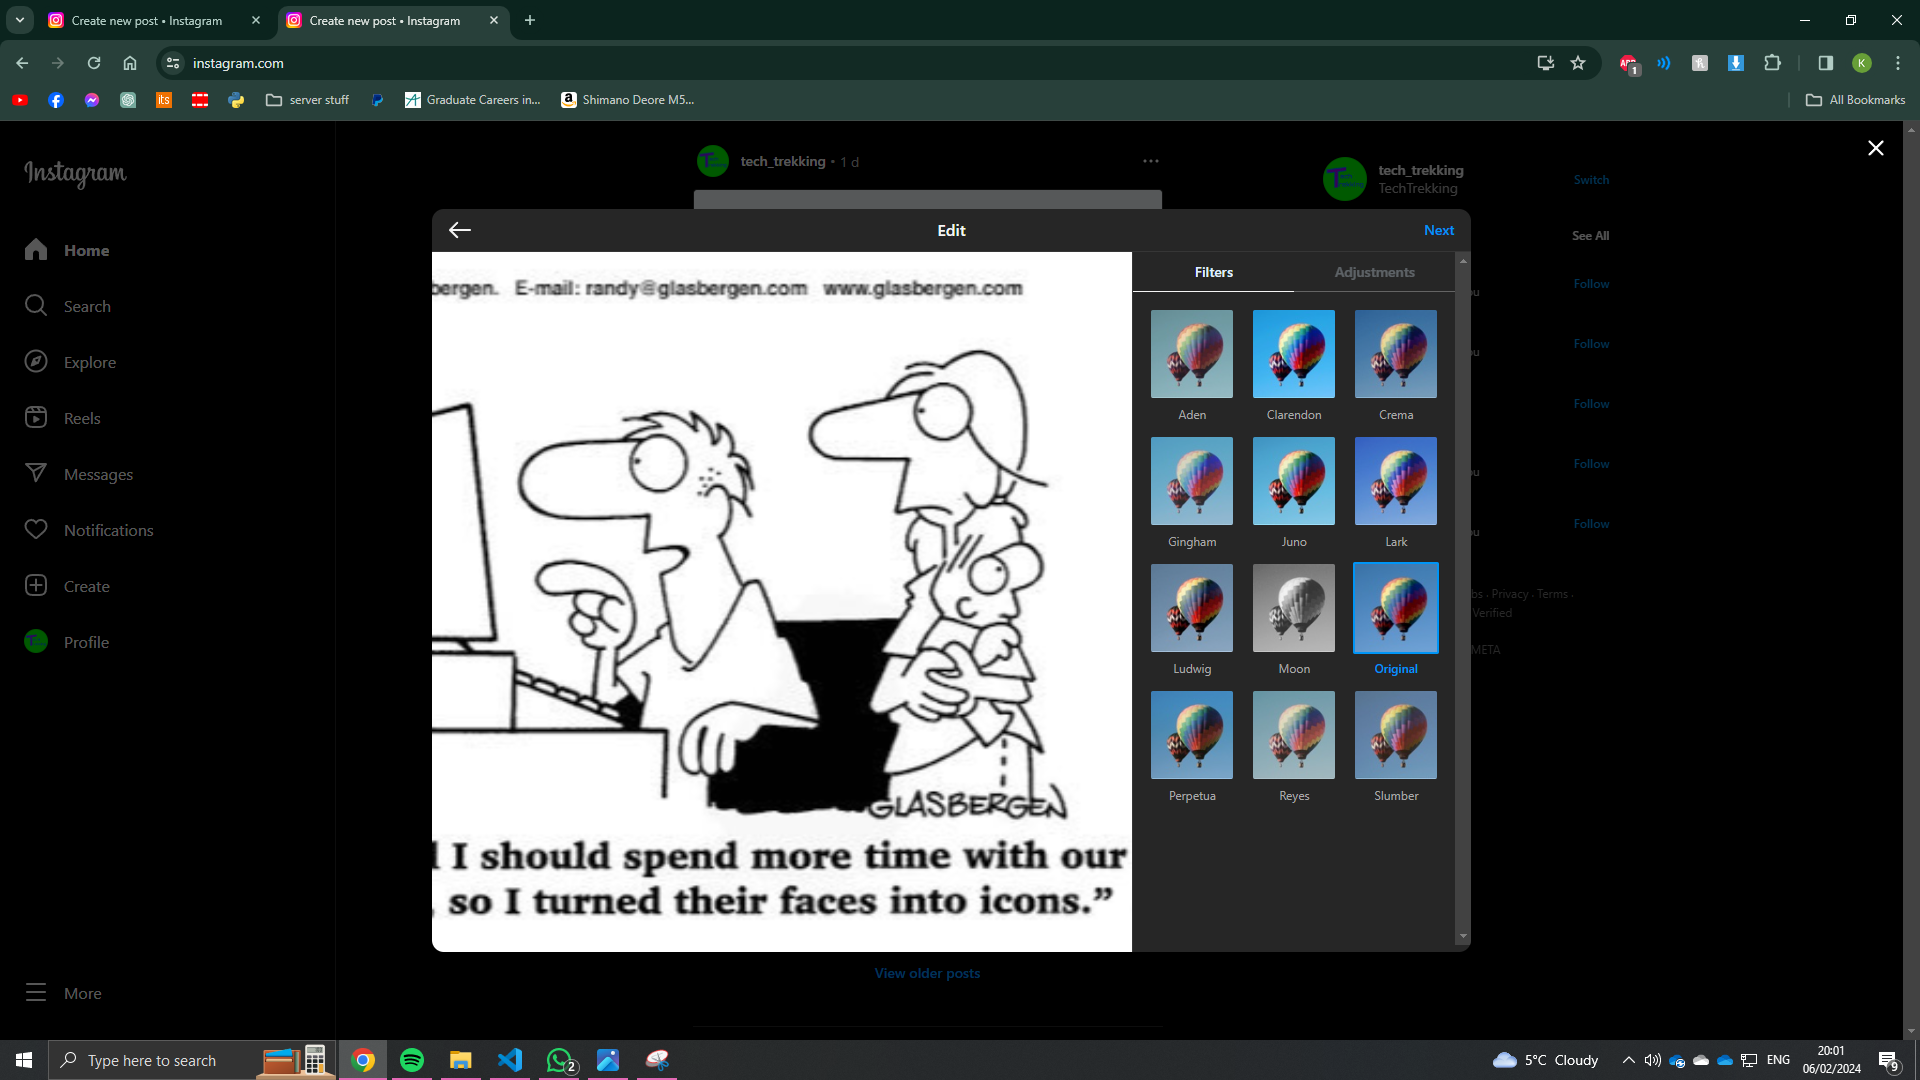 Create new post • Instagram
Create new post • Instagram
instagram.com
1
K
server stuff
Graduate Careers in...
Shimano Deore M5...
All Bookmarks
Instagram
Home
Search
Explore
Reels
Messages
Notifications
Create
Profile
More
tech_trekking • 1 d
tech_trekking
TechTrekking
Switch
See All
Follow
Follow
Follow
Follow
Follow
Privacy · Terms ·
Verified
META
Edit
Next
bergen. E-mail: randy@glasbergen.com www.glasbergen.com
GLASBERGEN
I should spend more time with our
so I turned their faces into icons.”
Filters
Adjustments
Aden
Clarendon
Crema
Gingham
Juno
Lark
Ludwig
Moon
Original
Perpetua
Reyes
Slumber
View older posts
Type here to search
2
5°C Cloudy
ENG
20:01
06/02/2024
9